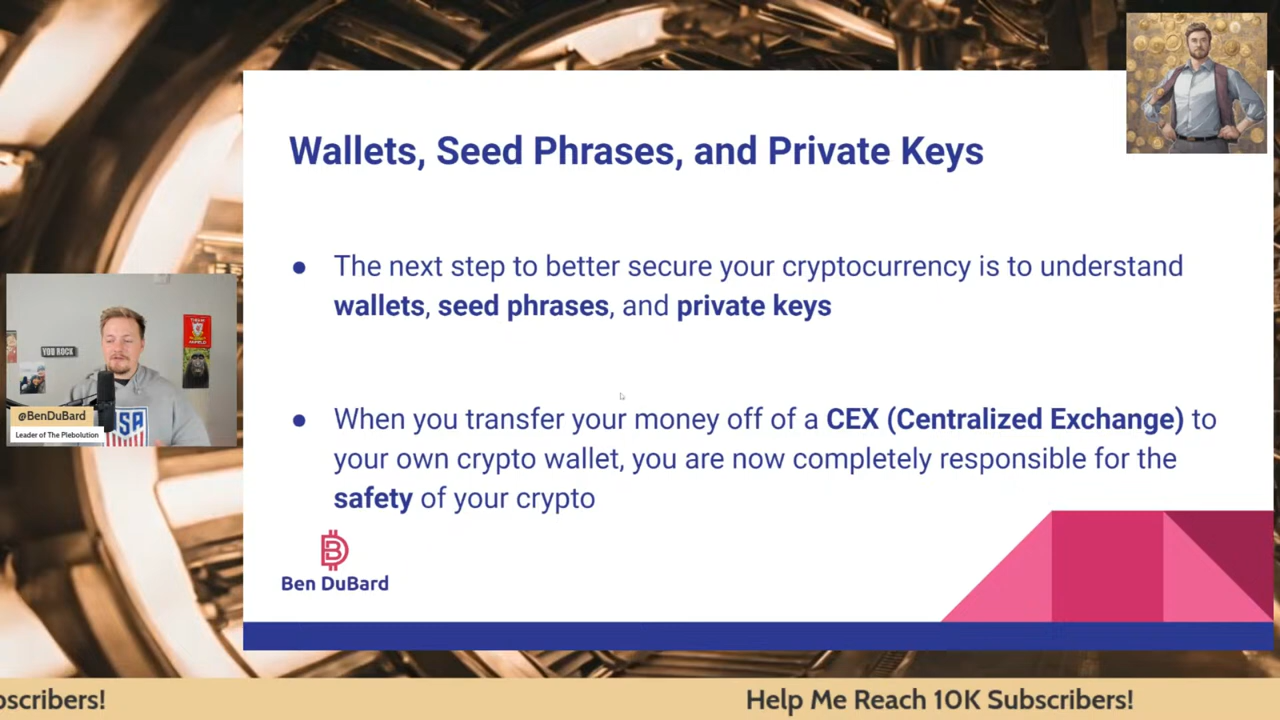 Wallets, Seed Phrases, and Private Keys
● The next step to better secure your cryptocurrency is to understand
wallets, seed phrases, and private keys
● When you transfer your money off of a CEX (Centralized Exchange) to
your own crypto wallet, you are now completely responsible for the
safety of your crypto
Ben DuBard
YOU ROCK
@BenDuBard
Leader of The Plebolution
USA
bscribers!
Help Me Reach 10K Subscribers!